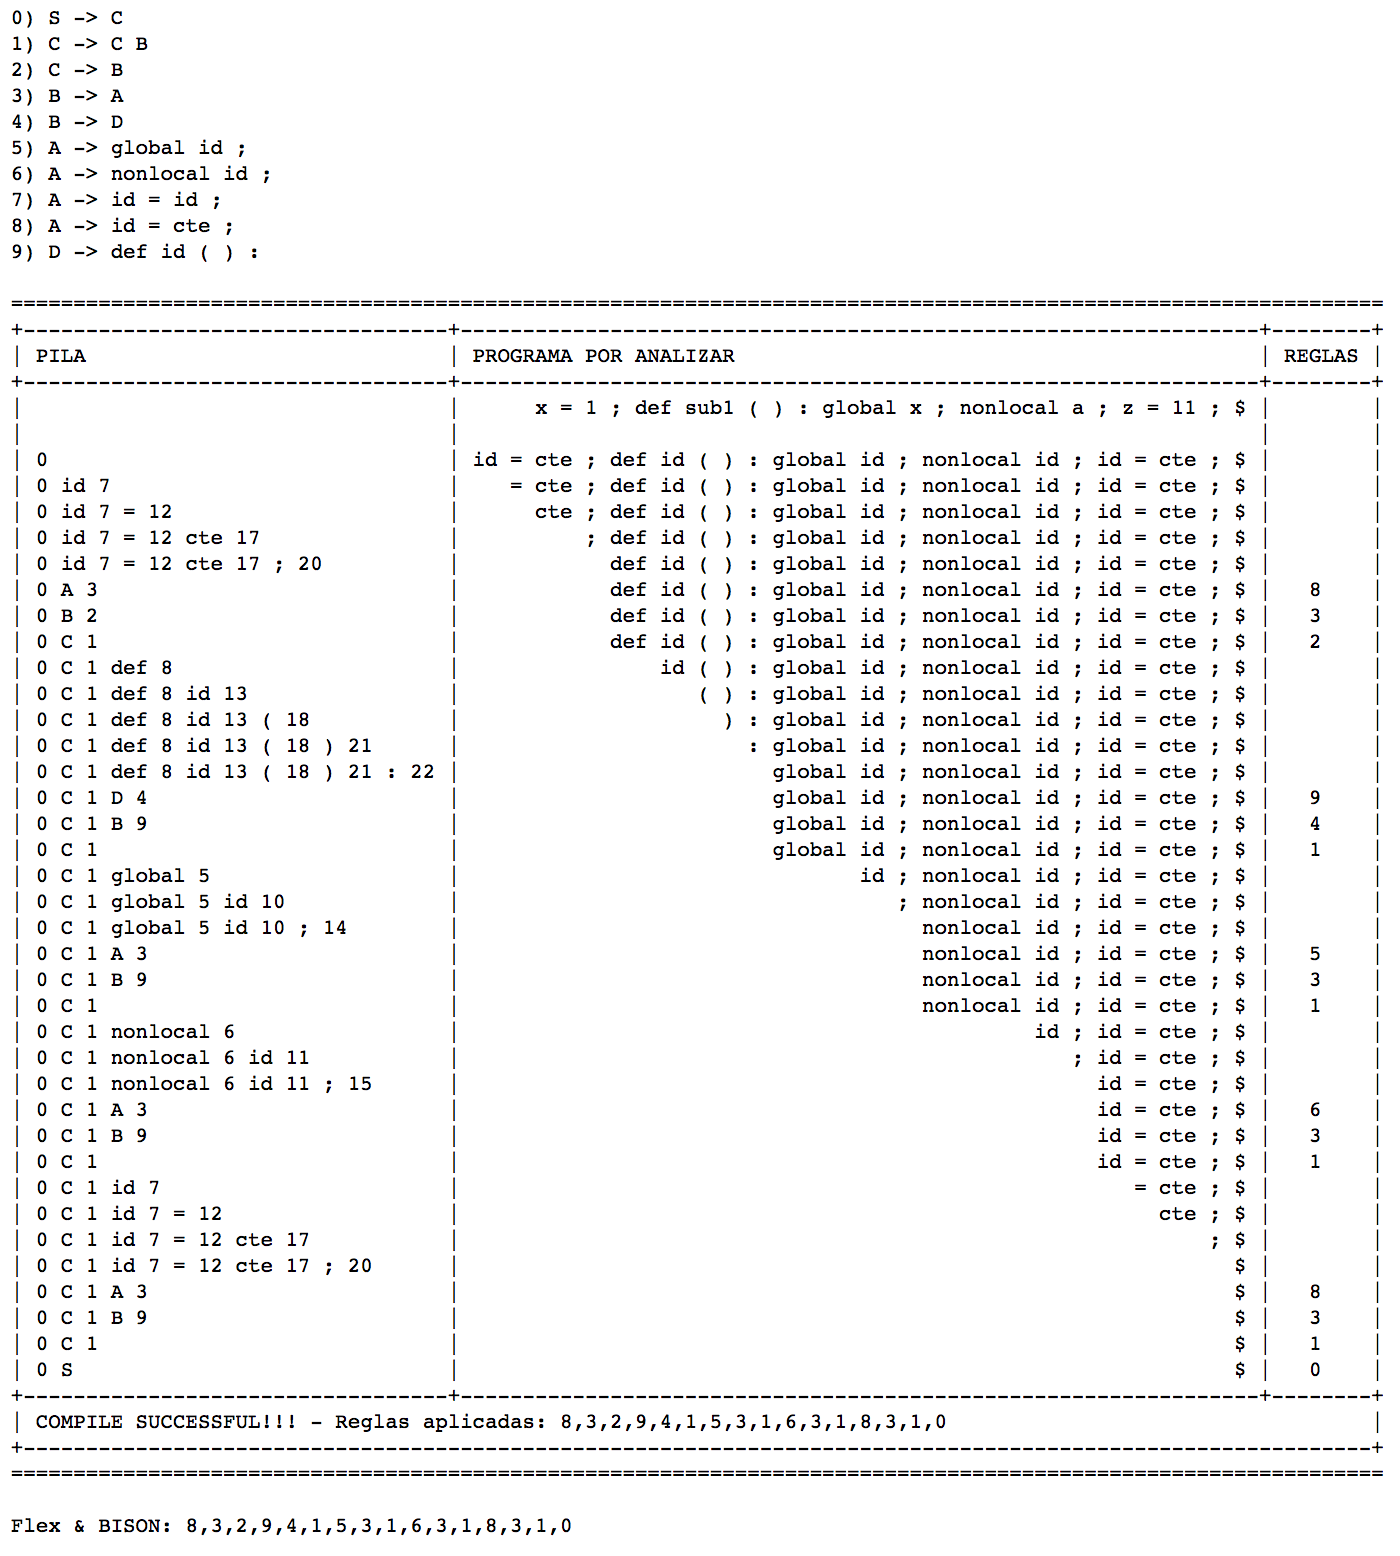 0) S -> C
1) C -> C B
2) C -> B
3) B -> A
4) B -> D
5) A -> global id ;
6) A -> nonlocal id ;
7) A -> id = id ;
8) A -> id = cte ;
9) D -> def id ( ) :
==============================================================================================================
+----------------------------------+----------------------------------------------------------------+--------+
| PILA                             | PROGRAMA POR ANALIZAR                                          | REGLAS |
+----------------------------------+----------------------------------------------------------------+--------+
|                                  |      x = 1 ; def sub1 ( ) : global x ; nonlocal a ; z = 11 ; $ |        |
|                                  |                                                                |        |
| 0                                | id = cte ; def id ( ) : global id ; nonlocal id ; id = cte ; $ |        |
| 0 id 7                           |    = cte ; def id ( ) : global id ; nonlocal id ; id = cte ; $ |        |
| 0 id 7 = 12                      |      cte ; def id ( ) : global id ; nonlocal id ; id = cte ; $ |        |
| 0 id 7 = 12 cte 17               |          ; def id ( ) : global id ; nonlocal id ; id = cte ; $ |        |
| 0 id 7 = 12 cte 17 ; 20          |            def id ( ) : global id ; nonlocal id ; id = cte ; $ |        |
| 0 A 3                            |            def id ( ) : global id ; nonlocal id ; id = cte ; $ |   8    |
| 0 B 2                            |            def id ( ) : global id ; nonlocal id ; id = cte ; $ |   3    |
| 0 C 1                            |            def id ( ) : global id ; nonlocal id ; id = cte ; $ |   2    |
| 0 C 1 def 8                      |                id ( ) : global id ; nonlocal id ; id = cte ; $ |        |
| 0 C 1 def 8 id 13                |                   ( ) : global id ; nonlocal id ; id = cte ; $ |        |
| 0 C 1 def 8 id 13 ( 18           |                     ) : global id ; nonlocal id ; id = cte ; $ |        |
| 0 C 1 def 8 id 13 ( 18 ) 21      |                       : global id ; nonlocal id ; id = cte ; $ |        |
| 0 C 1 def 8 id 13 ( 18 ) 21 : 22 |                         global id ; nonlocal id ; id = cte ; $ |        |
| 0 C 1 D 4                        |                         global id ; nonlocal id ; id = cte ; $ |   9    |
| 0 C 1 B 9                        |                         global id ; nonlocal id ; id = cte ; $ |   4    |
| 0 C 1                            |                         global id ; nonlocal id ; id = cte ; $ |   1    |
| 0 C 1 global 5                   |                                id ; nonlocal id ; id = cte ; $ |        |
| 0 C 1 global 5 id 10             |                                   ; nonlocal id ; id = cte ; $ |        |
| 0 C 1 global 5 id 10 ; 14        |                                     nonlocal id ; id = cte ; $ |        |
| 0 C 1 A 3                        |                                     nonlocal id ; id = cte ; $ |   5    |
| 0 C 1 B 9                        |                                     nonlocal id ; id = cte ; $ |   3    |
| 0 C 1                            |                                     nonlocal id ; id = cte ; $ |   1    |
| 0 C 1 nonlocal 6                 |                                              id ; id = cte ; $ |        |
| 0 C 1 nonlocal 6 id 11           |                                                 ; id = cte ; $ |        |
| 0 C 1 nonlocal 6 id 11 ; 15      |                                                   id = cte ; $ |        |
| 0 C 1 A 3                        |                                                   id = cte ; $ |   6    |
| 0 C 1 B 9                        |                                                   id = cte ; $ |   3    |
| 0 C 1                            |                                                   id = cte ; $ |   1    |
| 0 C 1 id 7                       |                                                      = cte ; $ |        |
| 0 C 1 id 7 = 12                  |                                                        cte ; $ |        |
| 0 C 1 id 7 = 12 cte 17           |                                                            ; $ |        |
| 0 C 1 id 7 = 12 cte 17 ; 20      |                                                              $ |        |
| 0 C 1 A 3                        |                                                              $ |   8    |
| 0 C 1 B 9                        |                                                              $ |   3    |
| 0 C 1                            |                                                              $ |   1    |
| 0 S                              |                                                              $ |   0    |
+----------------------------------+----------------------------------------------------------------+--------+
| COMPILE SUCCESSFUL!!! - Reglas aplicadas: 8,3,2,9,4,1,5,3,1,6,3,1,8,3,1,0                                  |
+------------------------------------------------------------------------------------------------------------+
==============================================================================================================
Flex & BISON: 8,3,2,9,4,1,5,3,1,6,3,1,8,3,1,0